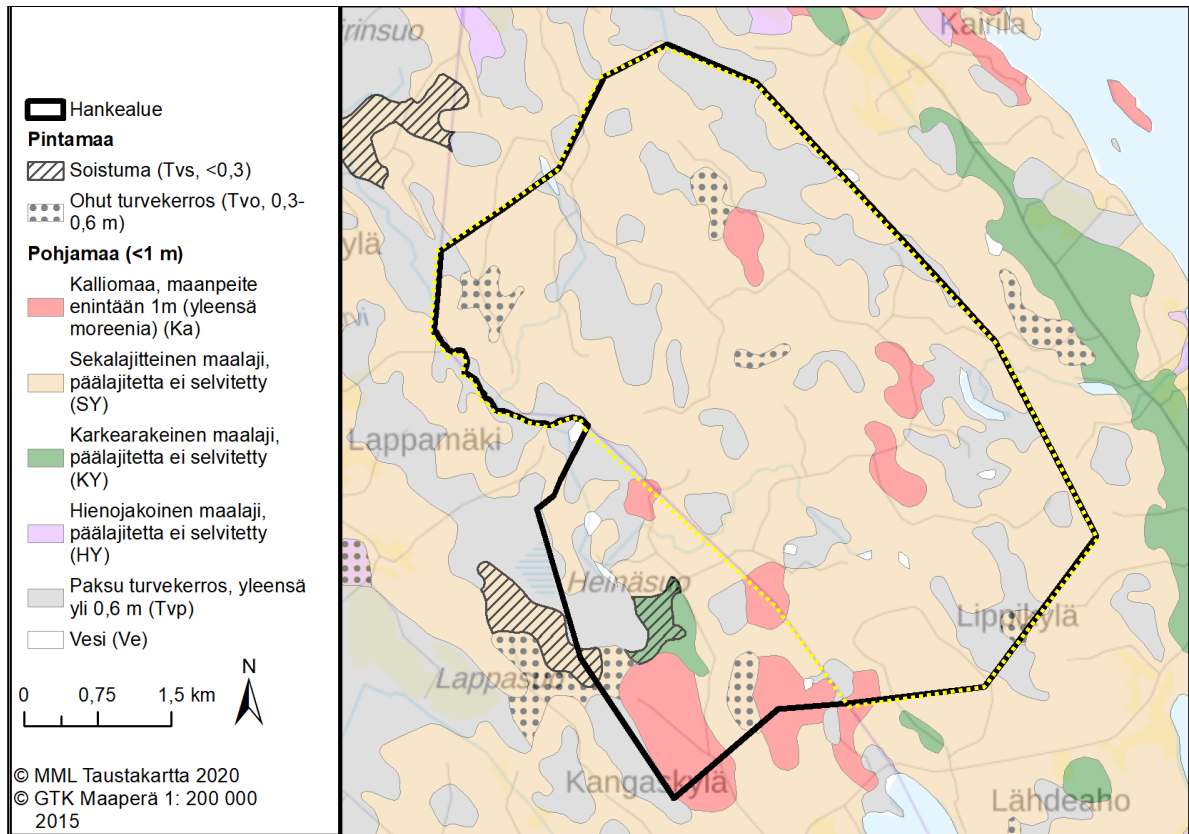 Hankealue
Pintamaa
Soistuma (Tvs, <0,3)
Ohut turvekerros (Tvo, 0,3-
0,6 m)
Pohjamaa (<1 m)
Kalliomaa, maanpeite
enintään 1m (yleensä
moreenia) (Ka)
Sekalajitteinen maalaji,
päälajitetta ei selvitetty
(SY)
Karkearakeinen maalaji,
päälajitetta ei selvitetty
(KY)
Hienojakoinen maalaji,
päälajitetta ei selvitetty
(HY)
Paksu turvekerros, yleensä
yli 0,6 m (Tvp)
Vesi (Ve)
N
0 0,75 1,5 km
© MML Taustakartta 2020
© GTK Maaperä 1: 200 000
2015
irinsuo
Kairila
ylä
rvi
Lappamäki
Heinäsuo
Lippikylä
Kangaskylä
Lähdeaho